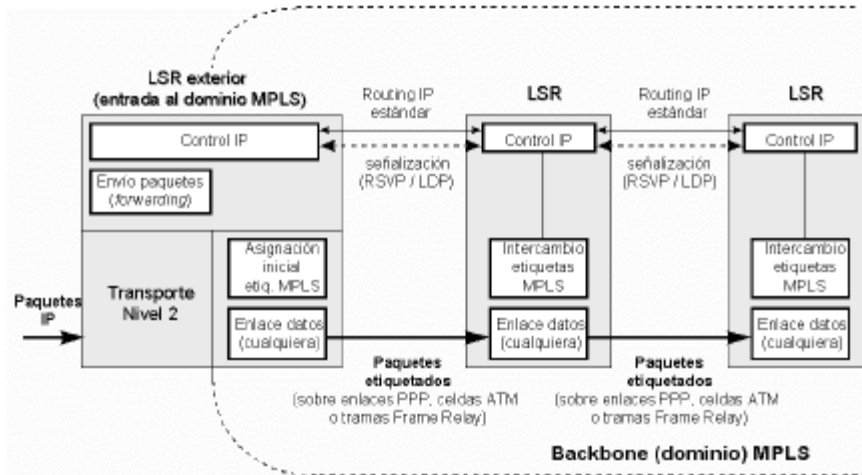 LSR exterior
(entrada al dominio MPLS)
Routing IP
estándar
LSR
Routing IP
estándar
LSR
Control IP
Control IP
Control IP
señalización
(RSVP / LDP)
señalización
(RSVP / LDP)
Envío paquetes
(forwarding)
Asignación
inicial
etiq. MPLS
Intercambio
etiquetas
MPLS
Intercambio
etiquetas
MPLS
Transporte
Nivel 2
Paquetes
IP
Enlace datos
(cualquiera)
Enlace datos
(cualquiera)
Enlace datos
(cualquiera)
Paquetes
etiquetados
(sobre enlaces PPP, celdas ATM
o tramas Frame Relay)
Paquetes
etiquetados
(sobre enlaces PPP, celdas ATM
o tramas Frame Relay)
Backbone (dominio) MPLS